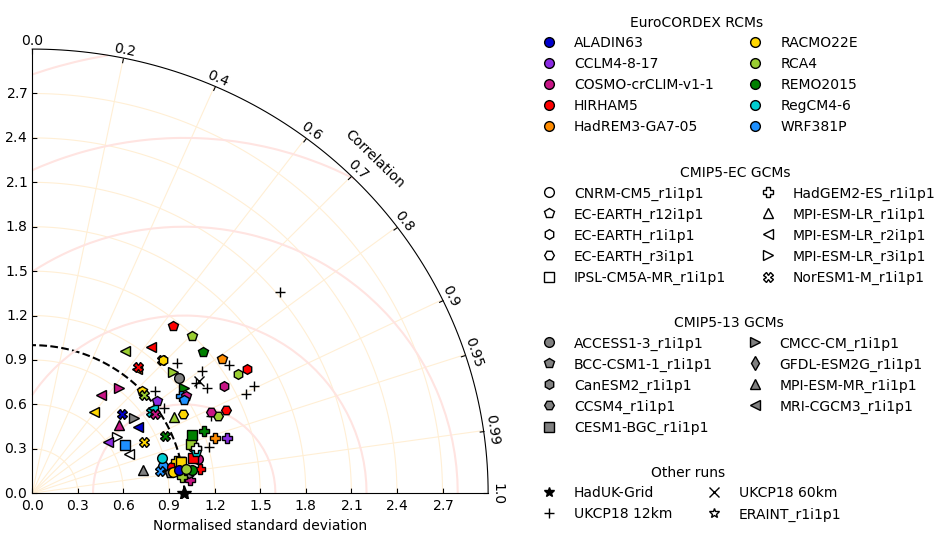 0.0
0.2
0.4
0.6
Correlation
0.7
0.8
0.9
0.95
0.99
1.0
2.7
2.4
2.1
1.8
1.5
1.2
0.9
0.6
0.3
0.0
0.0 0.3 0.6 0.9 1.2 1.5 1.8 2.1 2.4 2.7
Normalised standard deviation
EuroCORDEX RCMs
ALADIN63
CCLM4-8-17
COSMO-crCLIM-v1-1
HIRHAM5
HadREM3-GA7-05
RACMO22E
RCA4
REMO2015
RegCM4-6
WRF381P
CMIP5-EC GCMs
CNRM-CM5_r1i1p1
EC-EARTH_r12i1p1
EC-EARTH_r1i1p1
EC-EARTH_r3i1p1
IPSL-CM5A-MR_r1i1p1
HadGEM2-ES_r1i1p1
MPI-ESM-LR_r1i1p1
MPI-ESM-LR_r2i1p1
MPI-ESM-LR_r3i1p1
NorESM1-M_r1i1p1
CMIP5-13 GCMs
ACCESS1-3_r1i1p1
BCC-CSM1-1_r1i1p1
CanESM2_r1i1p1
CCSM4_r1i1p1
CESM1-BGC_r1i1p1
CMCC-CM_r1i1p1
GFDL-ESM2G_r1i1p1
MPI-ESM-MR_r1i1p1
MRI-CGCM3_r1i1p1
Other runs
HadUK-Grid
UKCP18 12km
UKCP18 60km
ERAINT_r1i1p1